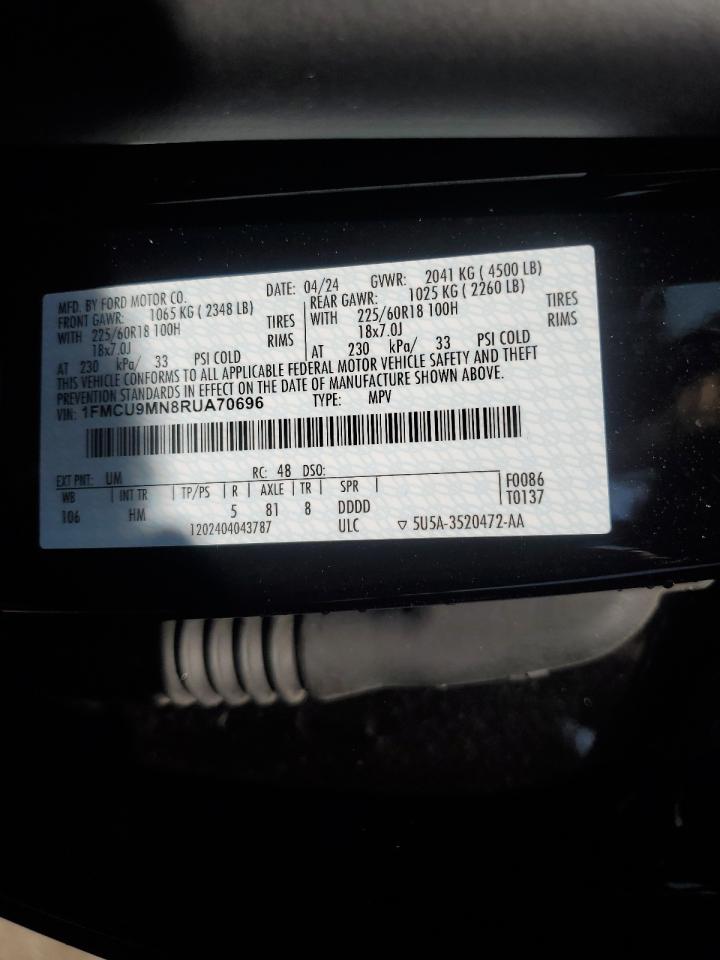 MFD. BY FORD MOTOR CO. DATE: 04/24 GVWR: 2041 KG ( 4500 LB)
FRONT GAWR: 1065 KG ( 2348 LB) REAR GAWR: 1025 KG ( 2260 LB)
WITH 225/60R18 100H TIRES WITH 225/60R18 100H TIRES
18x7.0J RIMS 18x7.0J RIMS
AT 230 kPa/ 33 PSI COLD AT 230 kPa/ 33 PSI COLD
THIS VEHICLE CONFORMS TO ALL APPLICABLE FEDERAL MOTOR VEHICLE SAFETY AND THEFT
PREVENTION STANDARDS IN EFFECT ON THE DATE OF MANUFACTURE SHOWN ABOVE.
VIN: 1FMCU9MN8RUA70696 TYPE: MPV
EXT PNT: UM RC: 48 DSO:
WB INT TR TP/PS R AXLE TR SPR F0086
106 HM 5 81 8 DDDD T0137
1202404043787 ULC ▽ 5U5A-3520472-AA